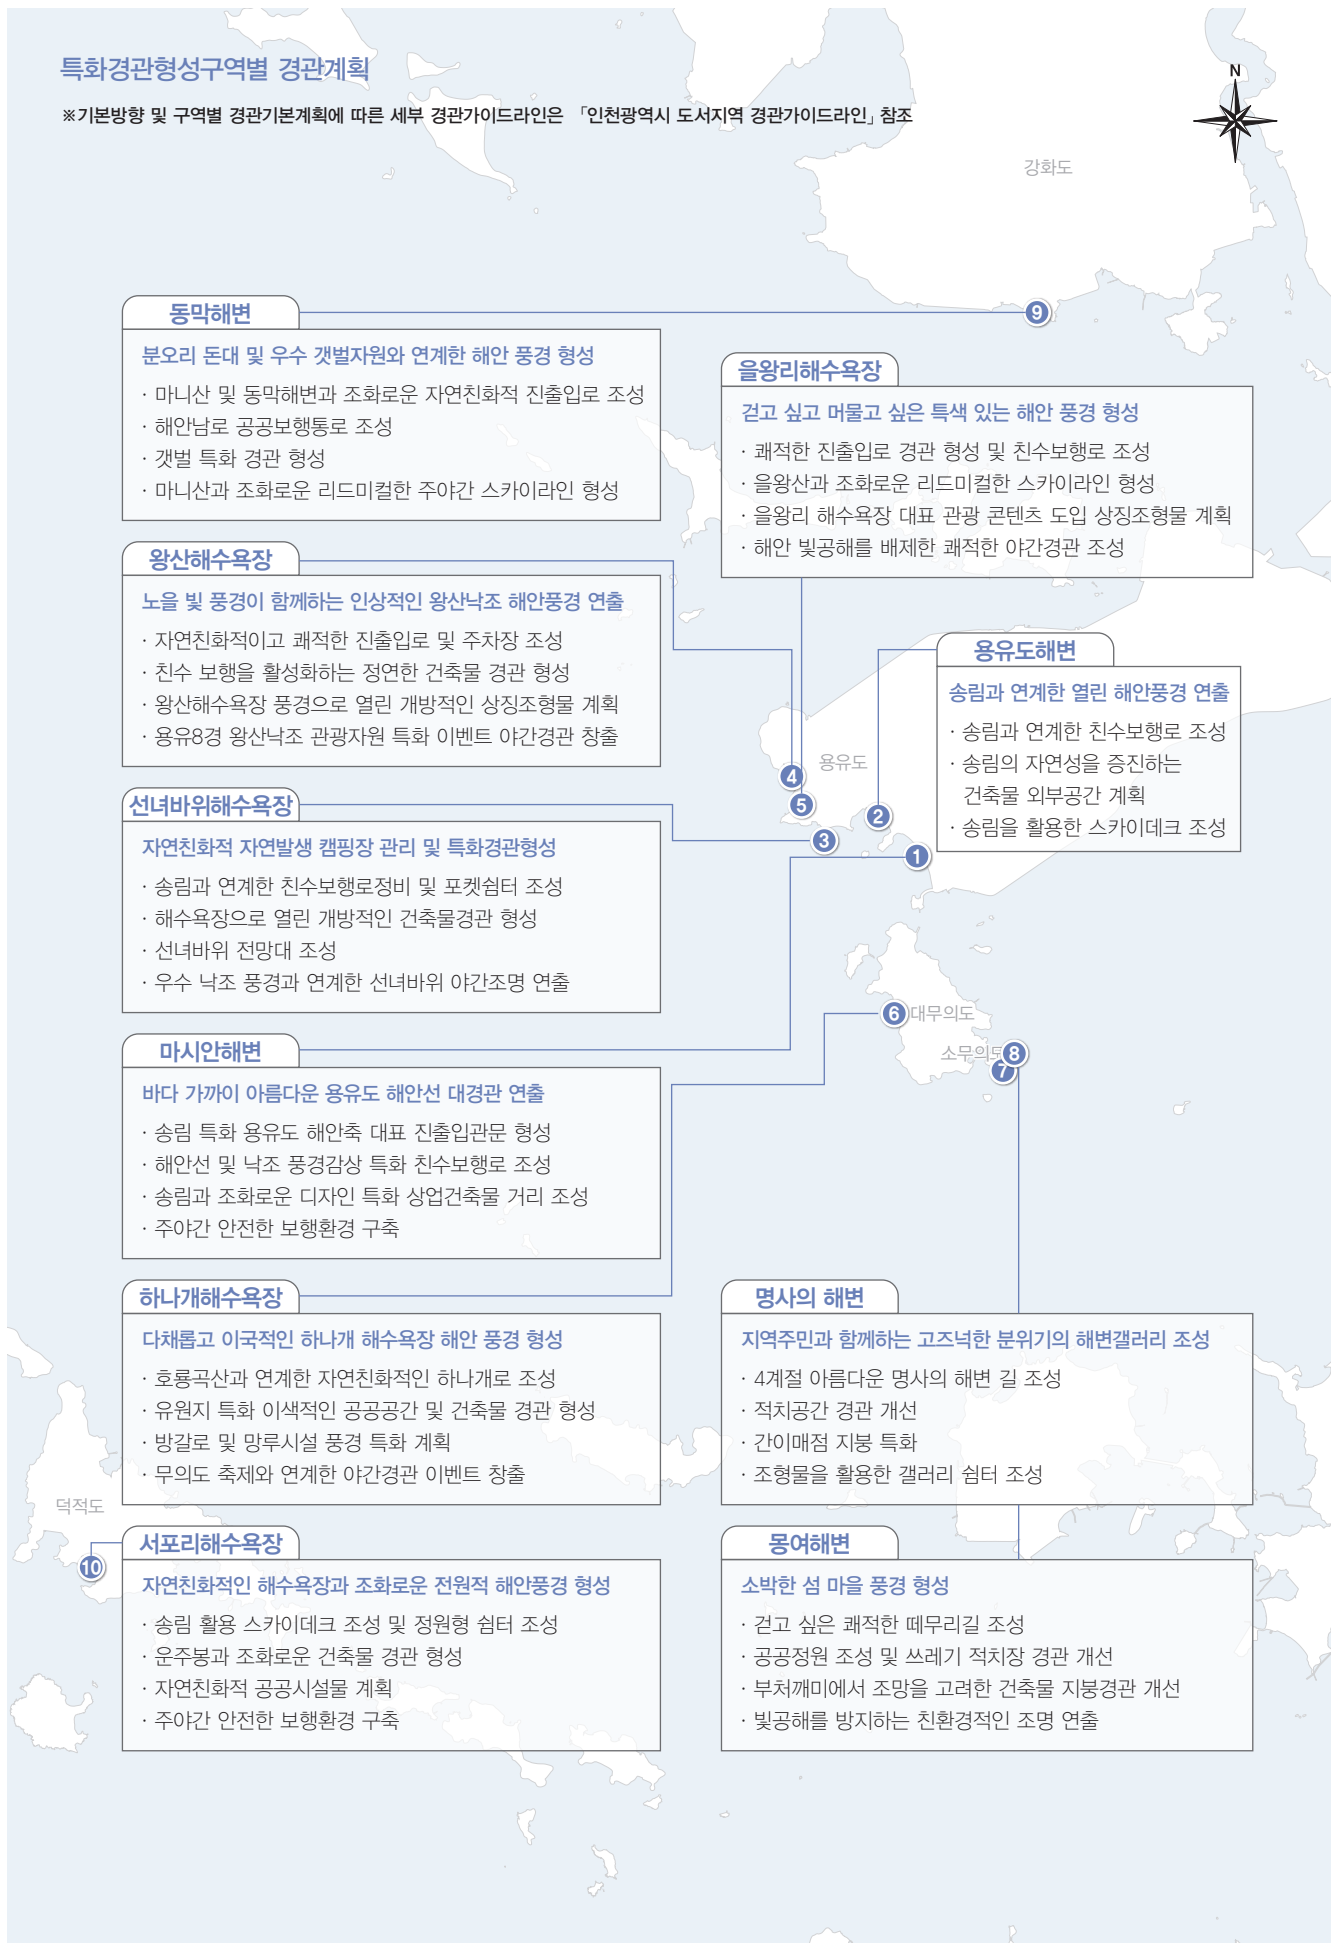 특화경관형성구역별 경관계획
※기본방향 및 구역별 경관기본계획에 따른 세부 경관가이드라인은 「인천광역시 도서지역 경관가이드라인」 참조
N
강화도
동막해변
9
분오리 돈대 및 우수 갯벌자원와 연계한 해안 풍경 형성
· 마니산 및 동막해변과 조화로운 자연친화적 진출입로 조성
· 해안남로 공공보행통로 조성
· 갯벌 특화 경관 형성
· 마니산과 조화로운 리드미컬한 주야간 스카이라인 형성
을왕리해수욕장
걷고 싶고 머물고 싶은 특색 있는 해안 풍경 형성
· 쾌적한 진출입로 경관 형성 및 친수보행로 조성
· 을왕산과 조화로운 리드미컬한 스카이라인 형성
· 을왕리 해수욕장 대표 관광 콘텐츠 도입 상징조형물 계획
· 해안 빛공해를 배제한 쾌적한 야간경관 조성
왕산해수욕장
노을 빛 풍경이 함께하는 인상적인 왕산낙조 해안풍경 연출
· 자연친화적이고 쾌적한 진출입로 및 주차장 조성
· 친수 보행을 활성화하는 정연한 건축물 경관 형성
· 왕산해수욕장 풍경으로 열린 개방적인 상징조형물 계획
· 용유8경 왕산낙조 관광자원 특화 이벤트 야간경관 창출
용유도해변
송림과 연계한 열린 해안풍경 연출
· 송림과 연계한 친수보행로 조성
· 송림의 자연성을 증진하는
건축물 외부공간 계획
· 송림을 활용한 스카이데크 조성
용유도
4
5
2
3
1
선녀바위해수욕장
자연친화적 자연발생 캠핑장 관리 및 특화경관형성
· 송림과 연계한 친수보행로정비 및 포켓쉼터 조성
· 해수욕장으로 열린 개방적인 건축물경관 형성
· 선녀바위 전망대 조성
· 우수 낙조 풍경과 연계한 선녀바위 야간조명 연출
6
대무의도
소무의도
8
7
마시안해변
바다 가까이 아름다운 용유도 해안선 대경관 연출
· 송림 특화 용유도 해안축 대표 진출입관문 형성
· 해안선 및 낙조 풍경감상 특화 친수보행로 조성
· 송림과 조화로운 디자인 특화 상업건축물 거리 조성
· 주야간 안전한 보행환경 구축
하나개해수욕장
다채롭고 이국적인 하나개 해수욕장 해안 풍경 형성
· 호룡곡산과 연계한 자연친화적인 하나개로 조성
· 유원지 특화 이색적인 공공공간 및 건축물 경관 형성
· 방갈로 및 망루시설 풍경 특화 계획
· 무의도 축제와 연계한 야간경관 이벤트 창출
명사의 해변
지역주민과 함께하는 고즈넉한 분위기의 해변갤러리 조성
· 4계절 아름다운 명사의 해변 길 조성
· 적치공간 경관 개선
· 간이매점 지붕 특화
· 조형물을 활용한 갤러리 쉼터 조성
덕적도
10
서포리해수욕장
자연친화적인 해수욕장과 조화로운 전원적 해안풍경 형성
· 송림 활용 스카이데크 조성 및 정원형 쉼터 조성
· 운주봉과 조화로운 건축물 경관 형성
· 자연친화적 공공시설물 계획
· 주야간 안전한 보행환경 구축
몽여해변
소박한 섬 마을 풍경 형성
· 걷고 싶은 쾌적한 떼무리길 조성
· 공공정원 조성 및 쓰레기 적치장 경관 개선
· 부처깨미에서 조망을 고려한 건축물 지붕경관 개선
· 빛공해를 방지하는 친환경적인 조명 연출